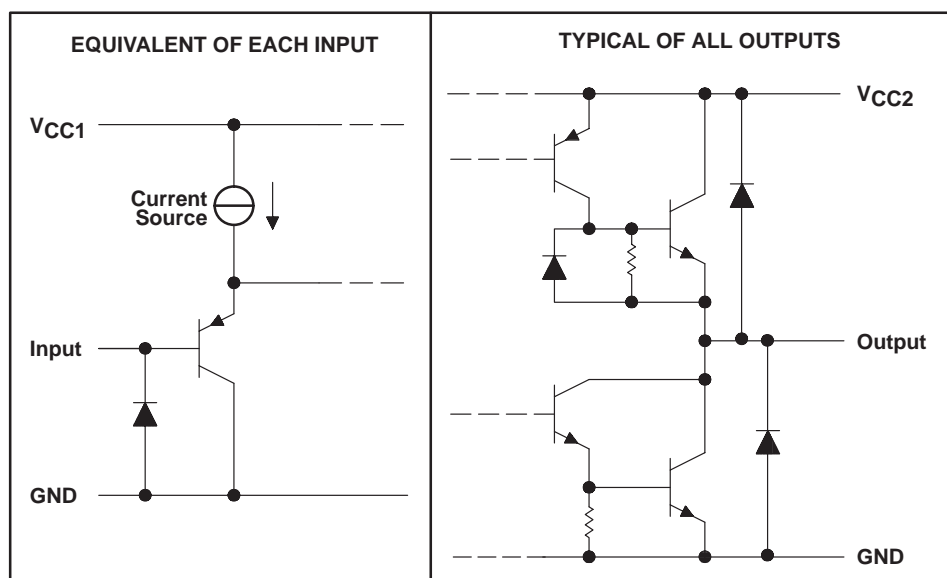 EQUIVALENT OF EACH INPUT
VCC1
Current
Source
Input
GND
TYPICAL OF ALL OUTPUTS
VCC2
Output
GND